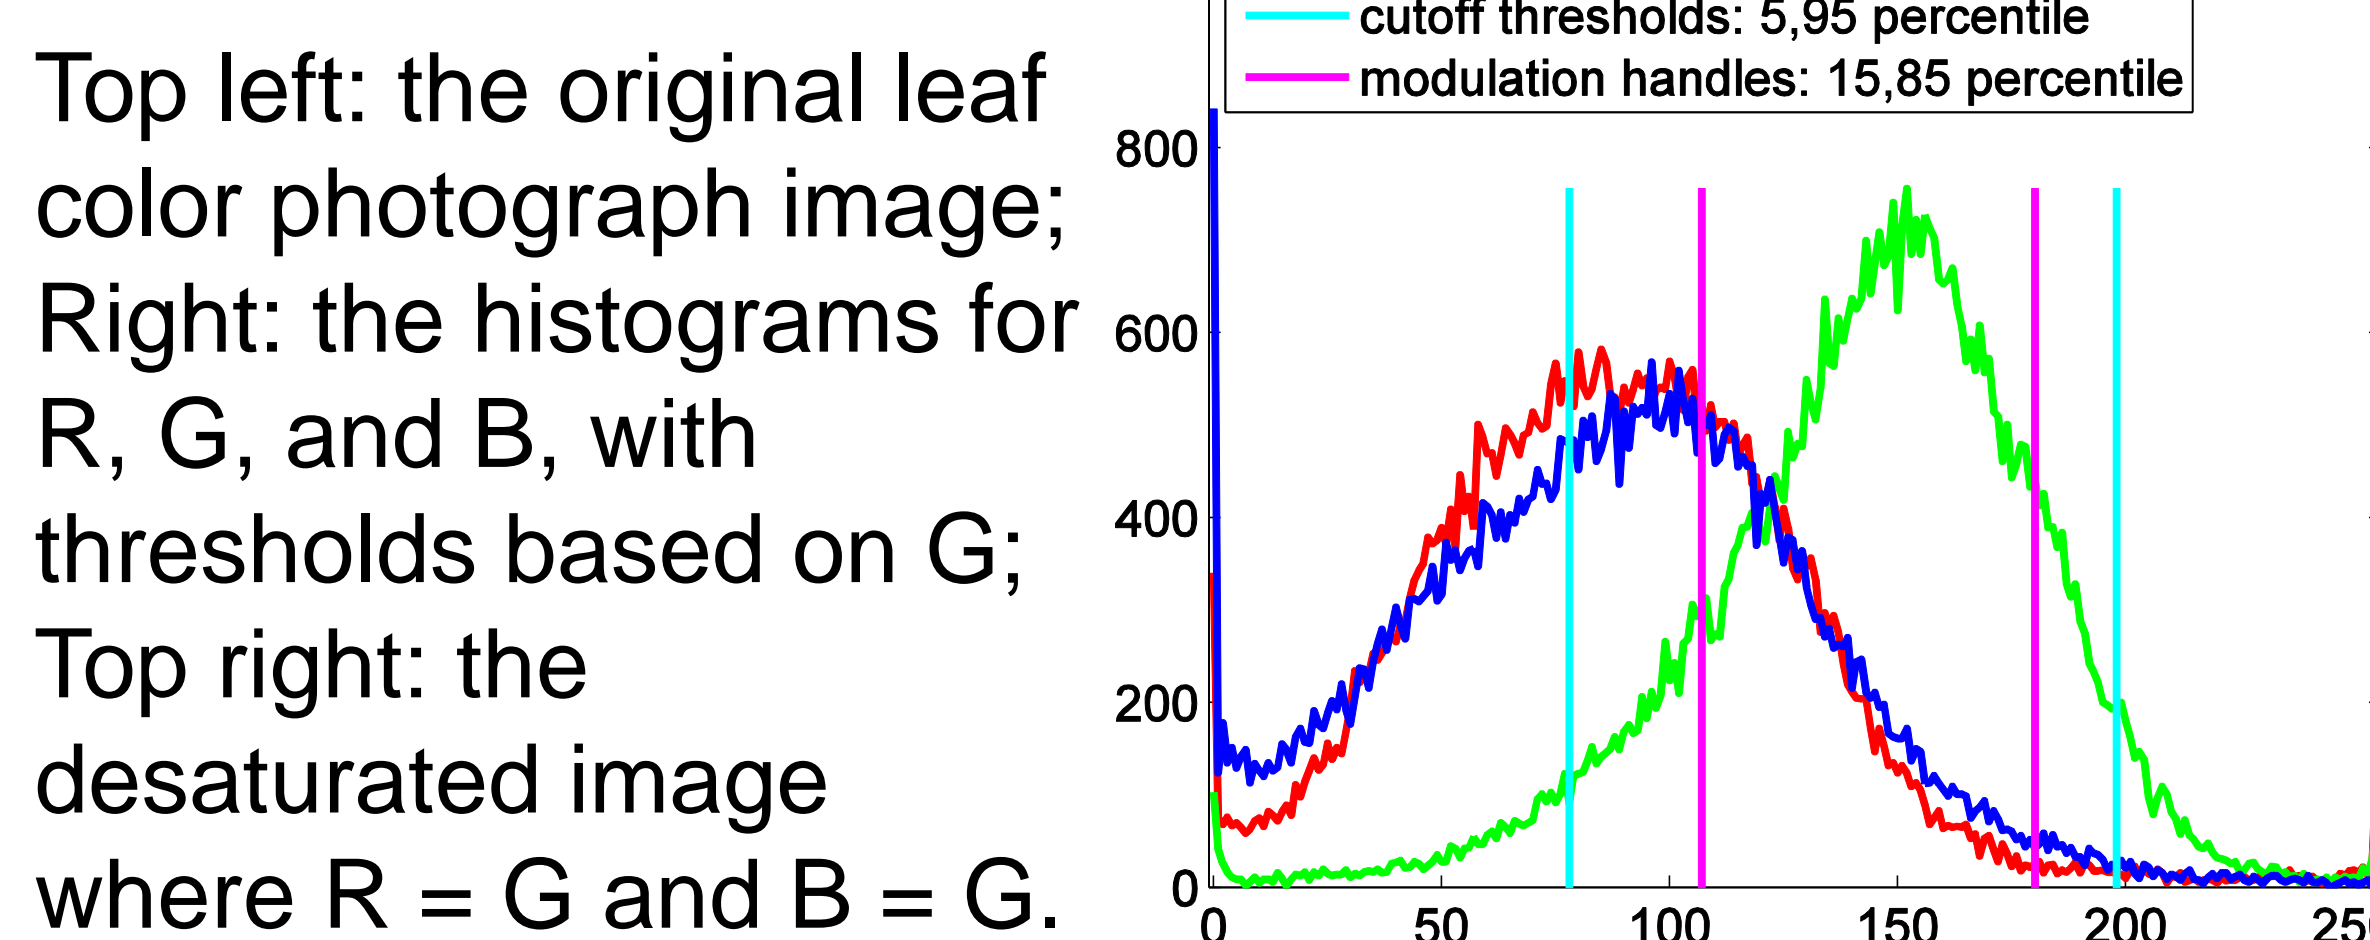 Top left: the original leaf
color photograph image;
Right: the histograms for
R, G, and B, with
thresholds based on G;
Top right: the
desaturated image
where R = G and B = G.
cutoff thresholds: 5,95 percentile
modulation handles: 15,85 percentile
800
600
400
200
0
0 50 100 150 200